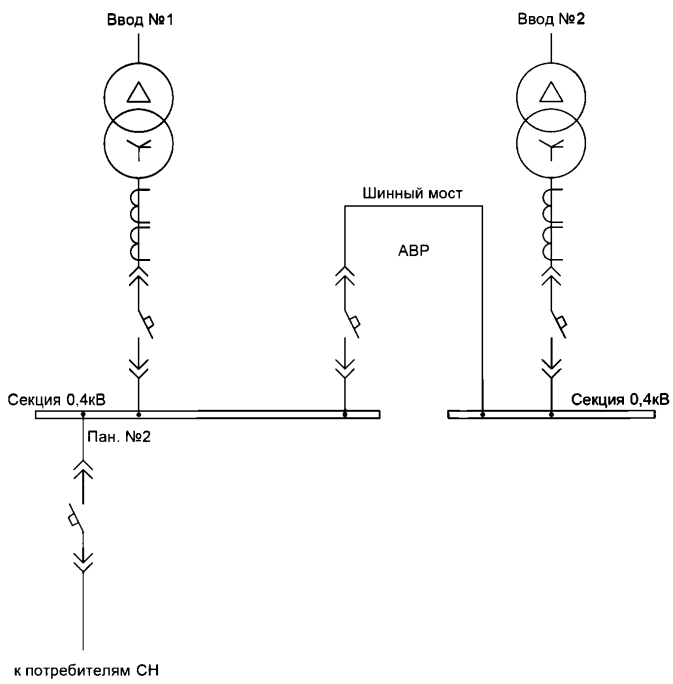 Ввод №1
Ввод №2
Шинный мост
АВР
Секция 0,4кВ
Секция 0,4кВ
Пан. №2
к потребителям СН